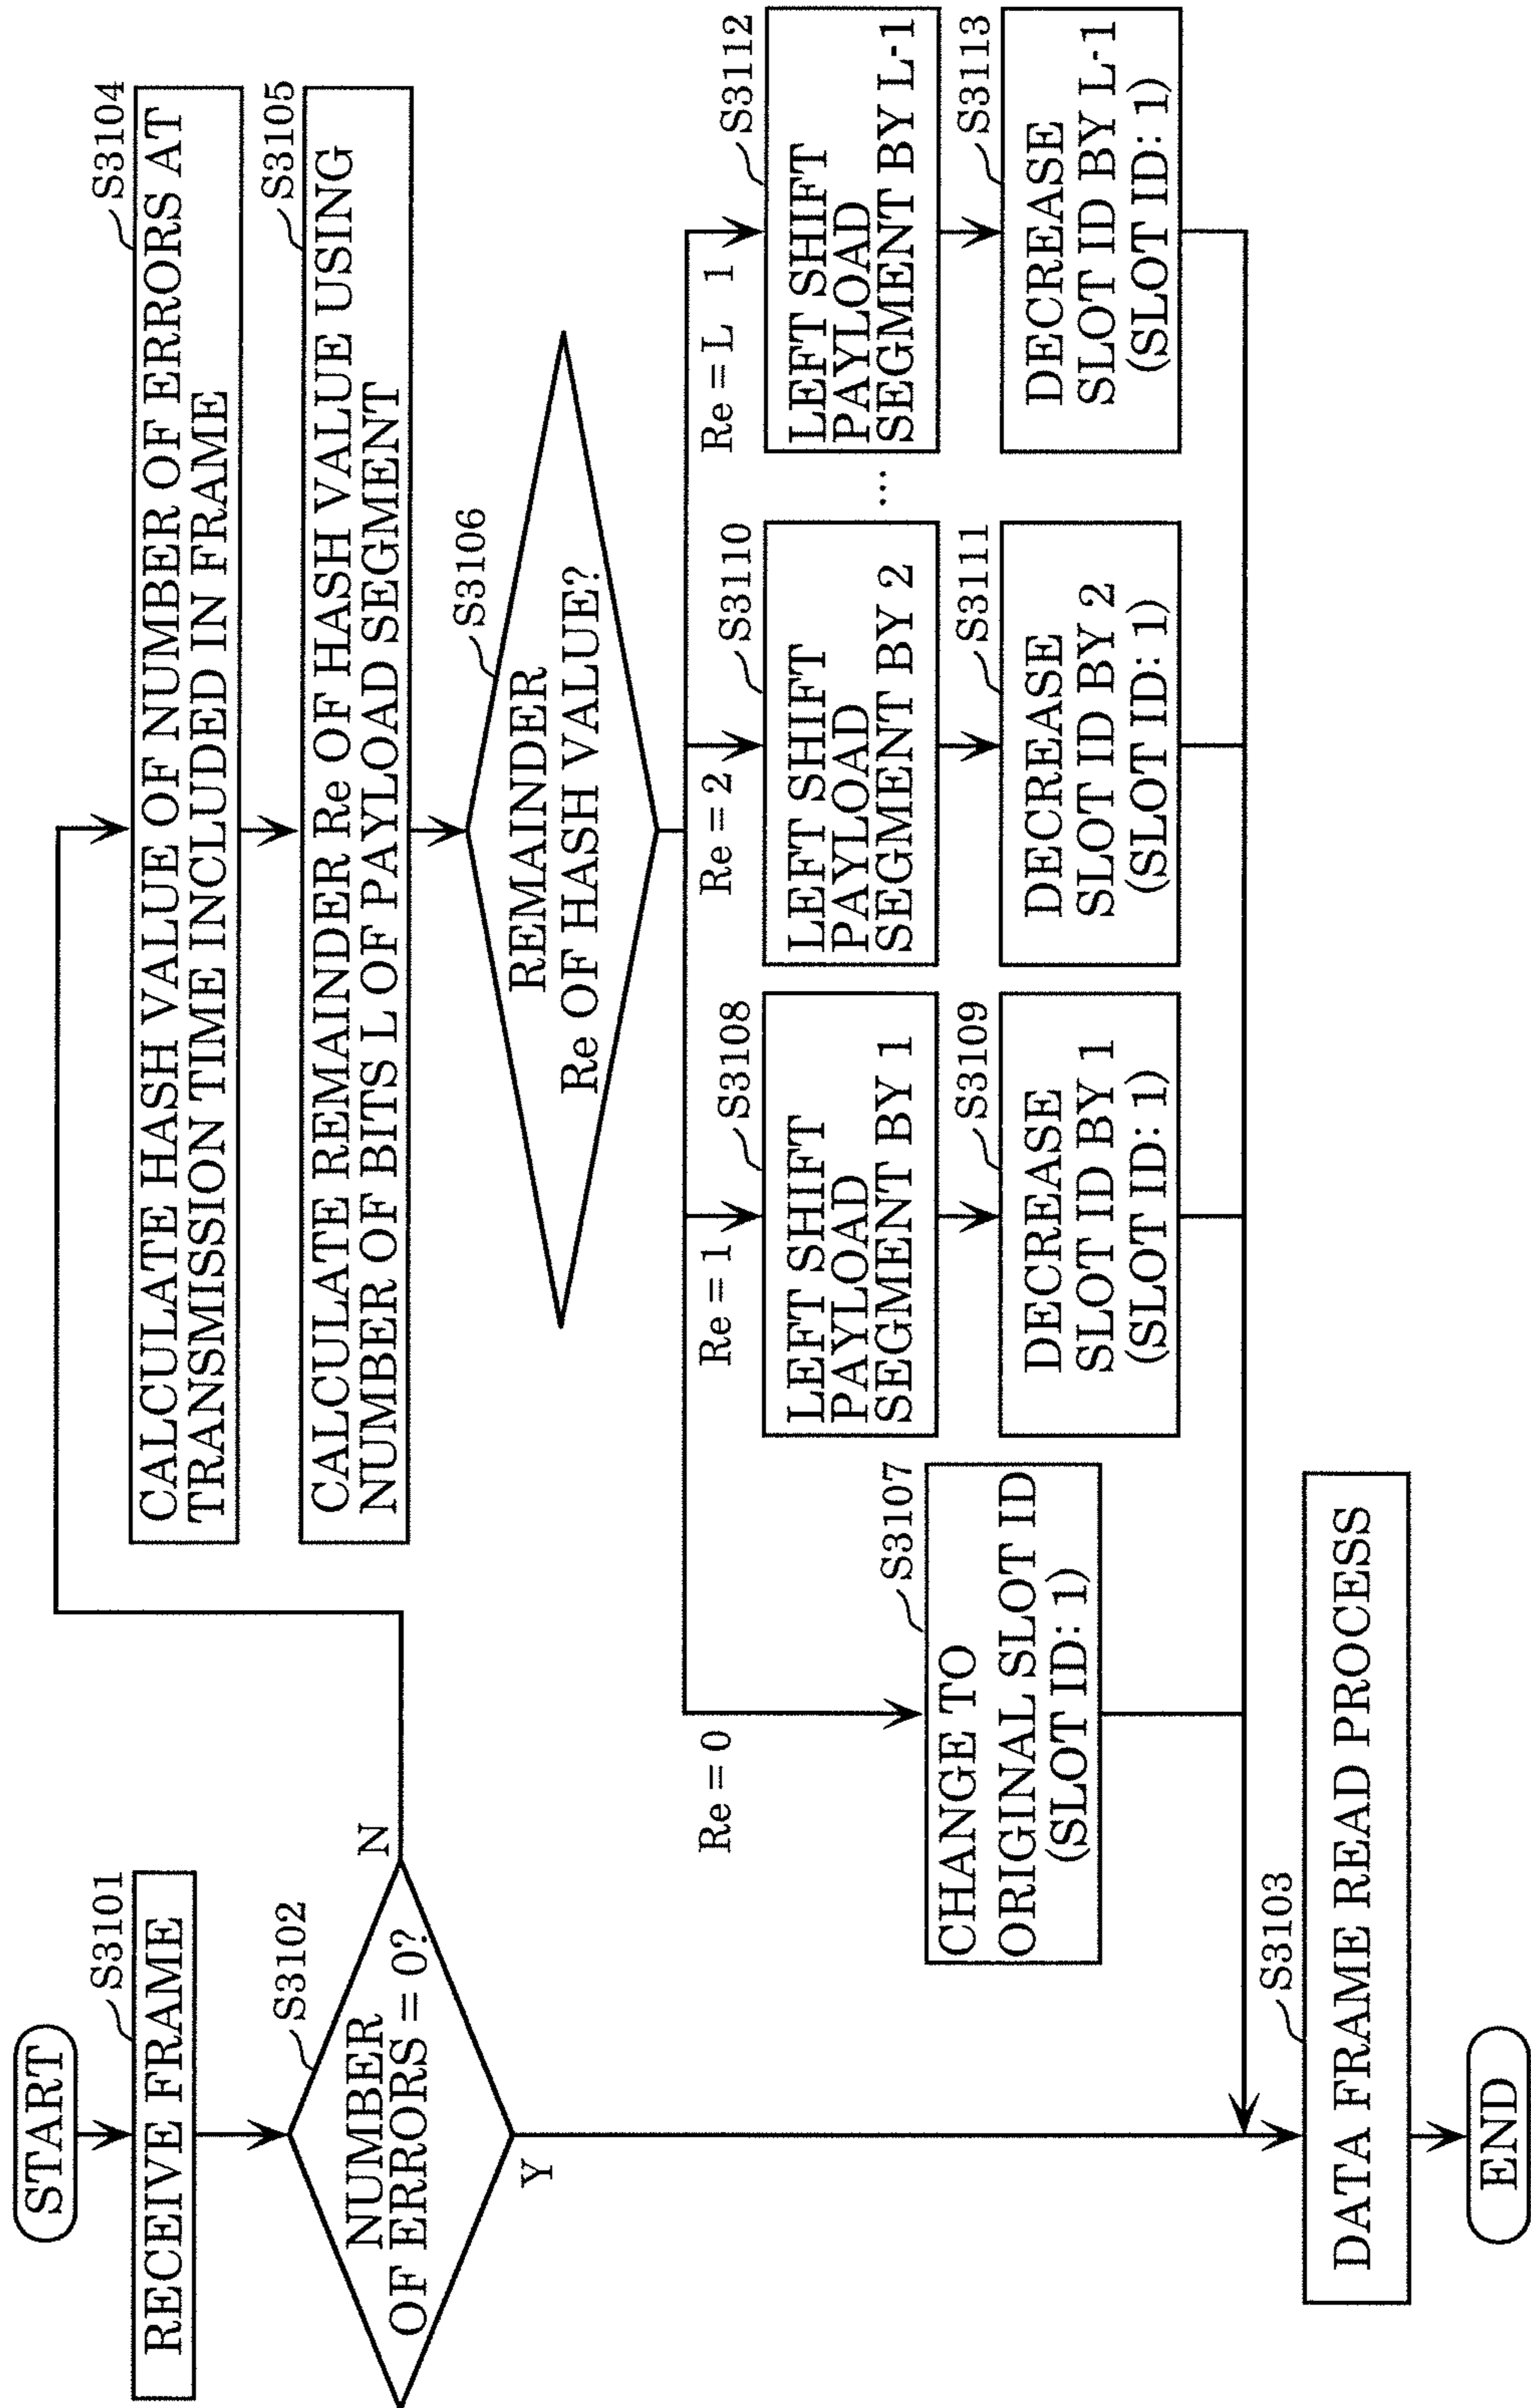 START
S3101
RECEIVE FRAME
S3102
NUMBER
OF ERRORS = 0?
N
Y
S3104
CALCULATE HASH VALUE OF NUMBER OF ERRORS AT
TRANSMISSION TIME INCLUDED IN FRAME
S3105
CALCULATE REMAINDER Re OF HASH VALUE USING
NUMBER OF BITS L OF PAYLOAD SEGMENT
S3106
REMAINDER
Re OF HASH VALUE?
Re = 0
Re = 1
Re = 2
Re = L 1
S3107
CHANGE TO
ORIGINAL SLOT ID
(SLOT ID: 1)
S3108
LEFT SHIFT
PAYLOAD
SEGMENT BY 1
S3109
DECREASE
SLOT ID BY 1
(SLOT ID: 1)
S3110
LEFT SHIFT
PAYLOAD
SEGMENT BY 2
S3111
DECREASE
SLOT ID BY 2
(SLOT ID: 1)
...
S3112
LEFT SHIFT
PAYLOAD
SEGMENT BY L-1
S3113
DECREASE
SLOT ID BY L-1
(SLOT ID: 1)
S3103
DATA FRAME READ PROCESS
END